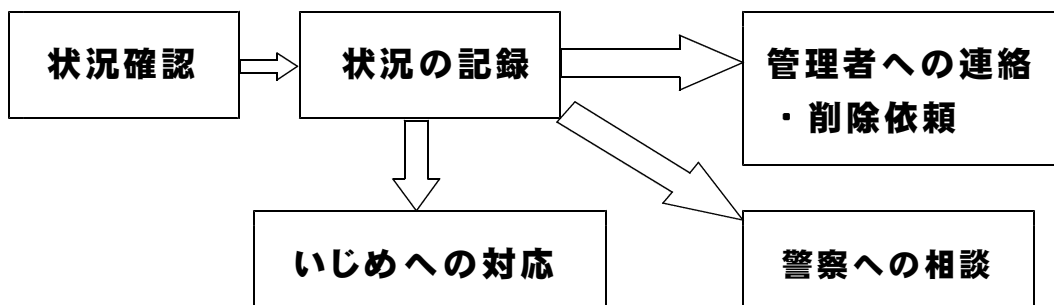 状況確認
状況の記録
管理者への連絡
・削除依頼
いじめへの対応
警察への相談